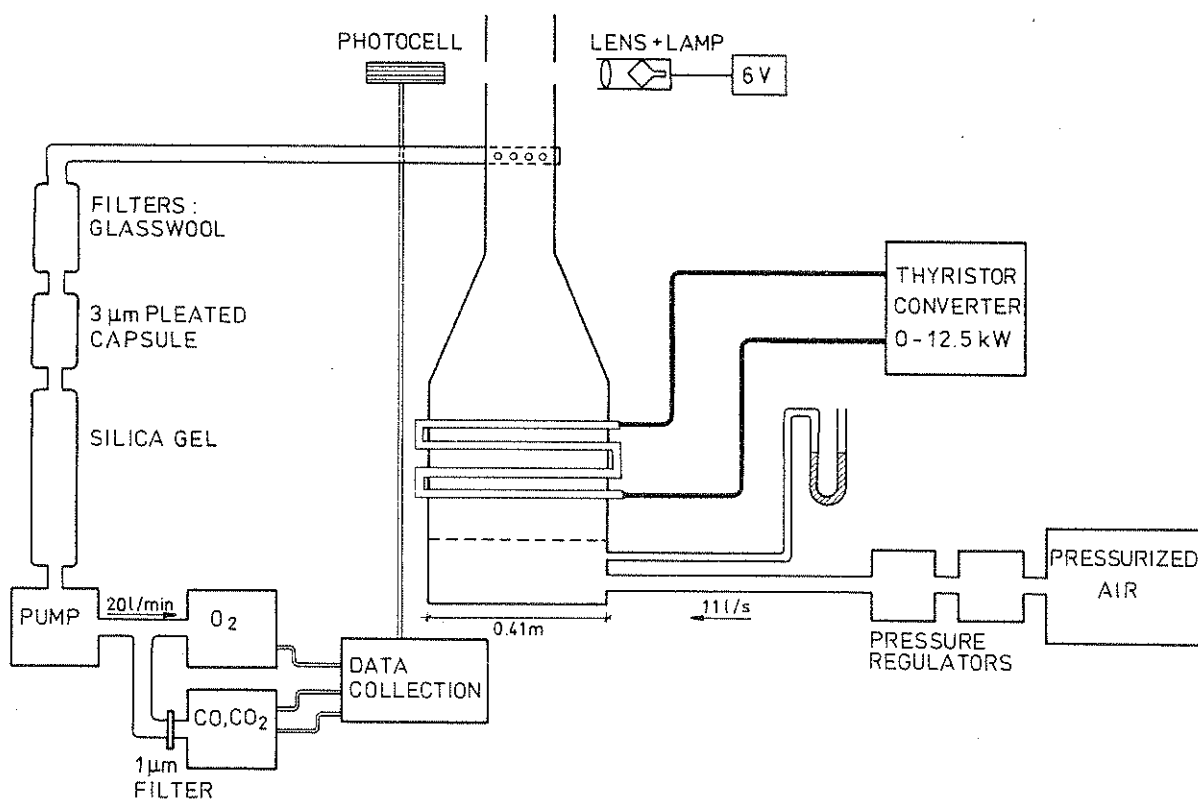 PHOTOCELL
LENS+LAMP
6 V
FILTERS :
GLASSWOOL
3 μm PLEATED
CAPSULE
SILICA GEL
THYRISTOR
CONVERTER
0-12.5 kW
PUMP
20l/min
O₂
CO,CO₂
1μm
FILTER
DATA
COLLECTION
0.41m
11l/s
PRESSURE
REGULATORS
PRESSURIZED
AIR